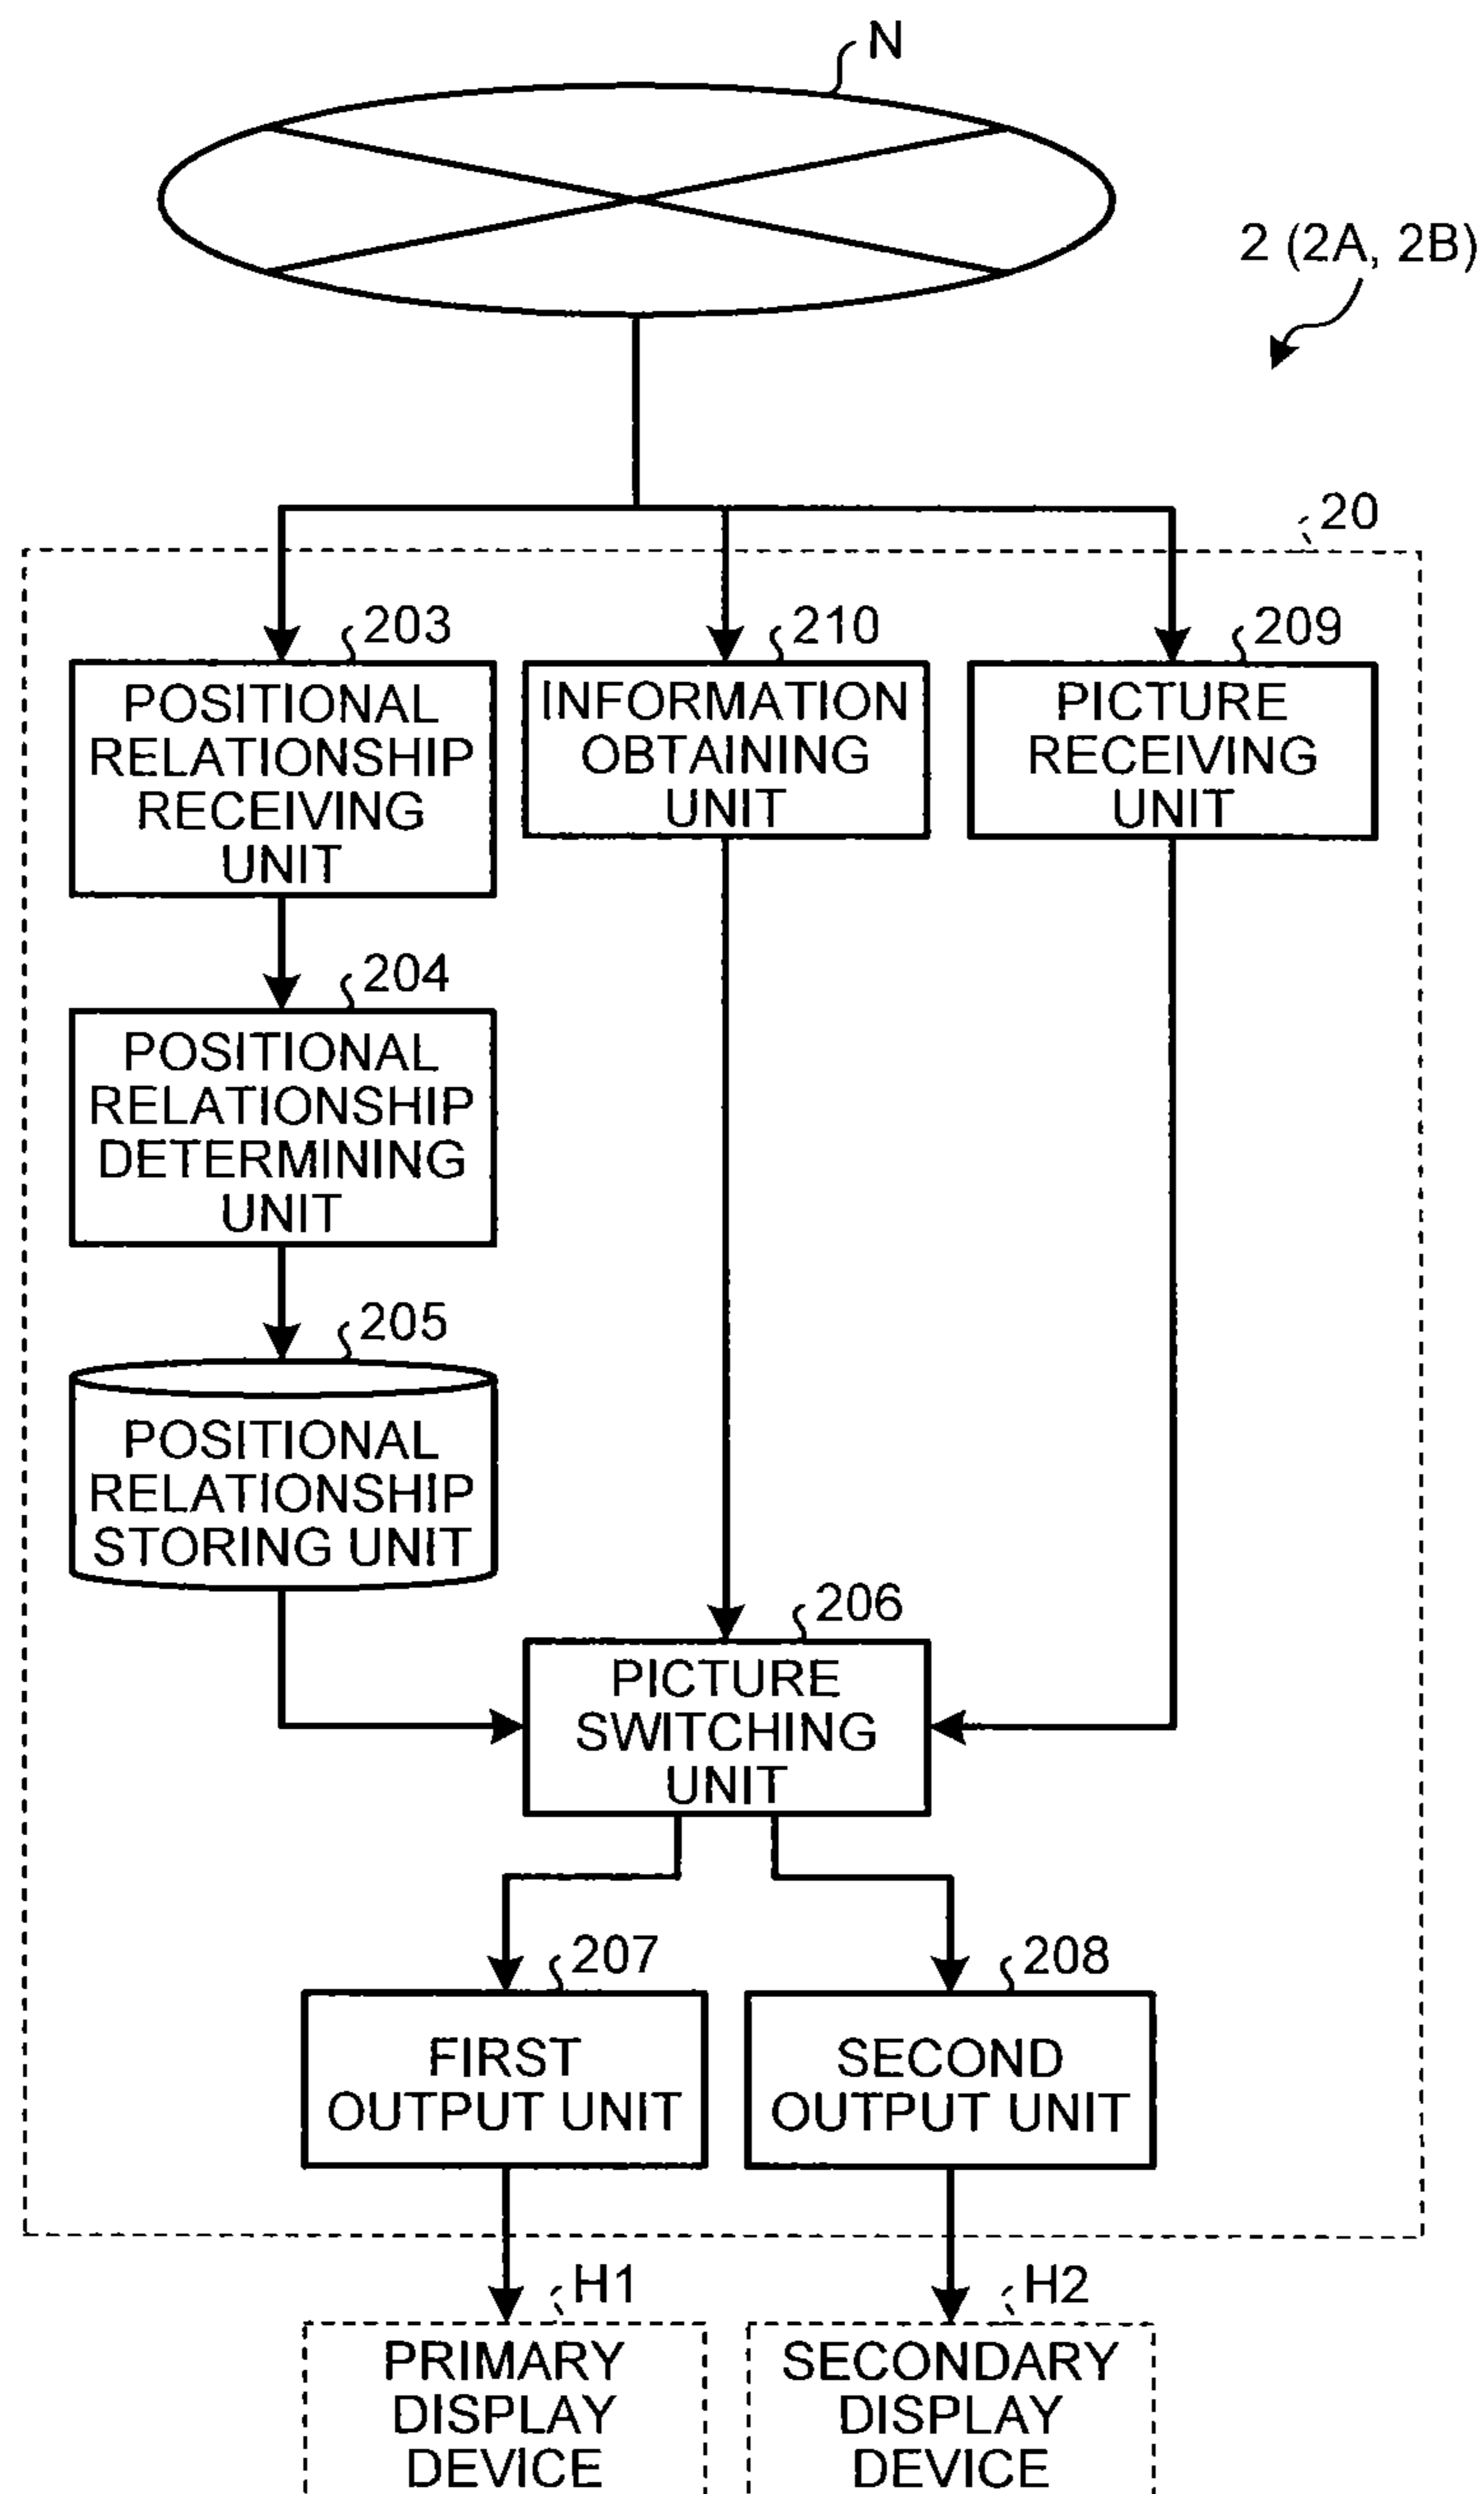 N
2 (2A, 2B)
20
203
210
209
POSITIONAL
RELATIONSHIP
RECEIVING
UNIT
INFORMATION
OBTAINING
UNIT
PICTURE
RECEIVING
UNIT
204
POSITIONAL
RELATIONSHIP
DETERMINING
UNIT
205
POSITIONAL
RELATIONSHIP
STORING UNIT
206
PICTURE
SWITCHING
UNIT
207
208
FIRST
OUTPUT UNIT
SECOND
OUTPUT UNIT
H1
H2
PRIMARY
DISPLAY
DEVICE
SECONDARY
DISPLAY
DEVICE